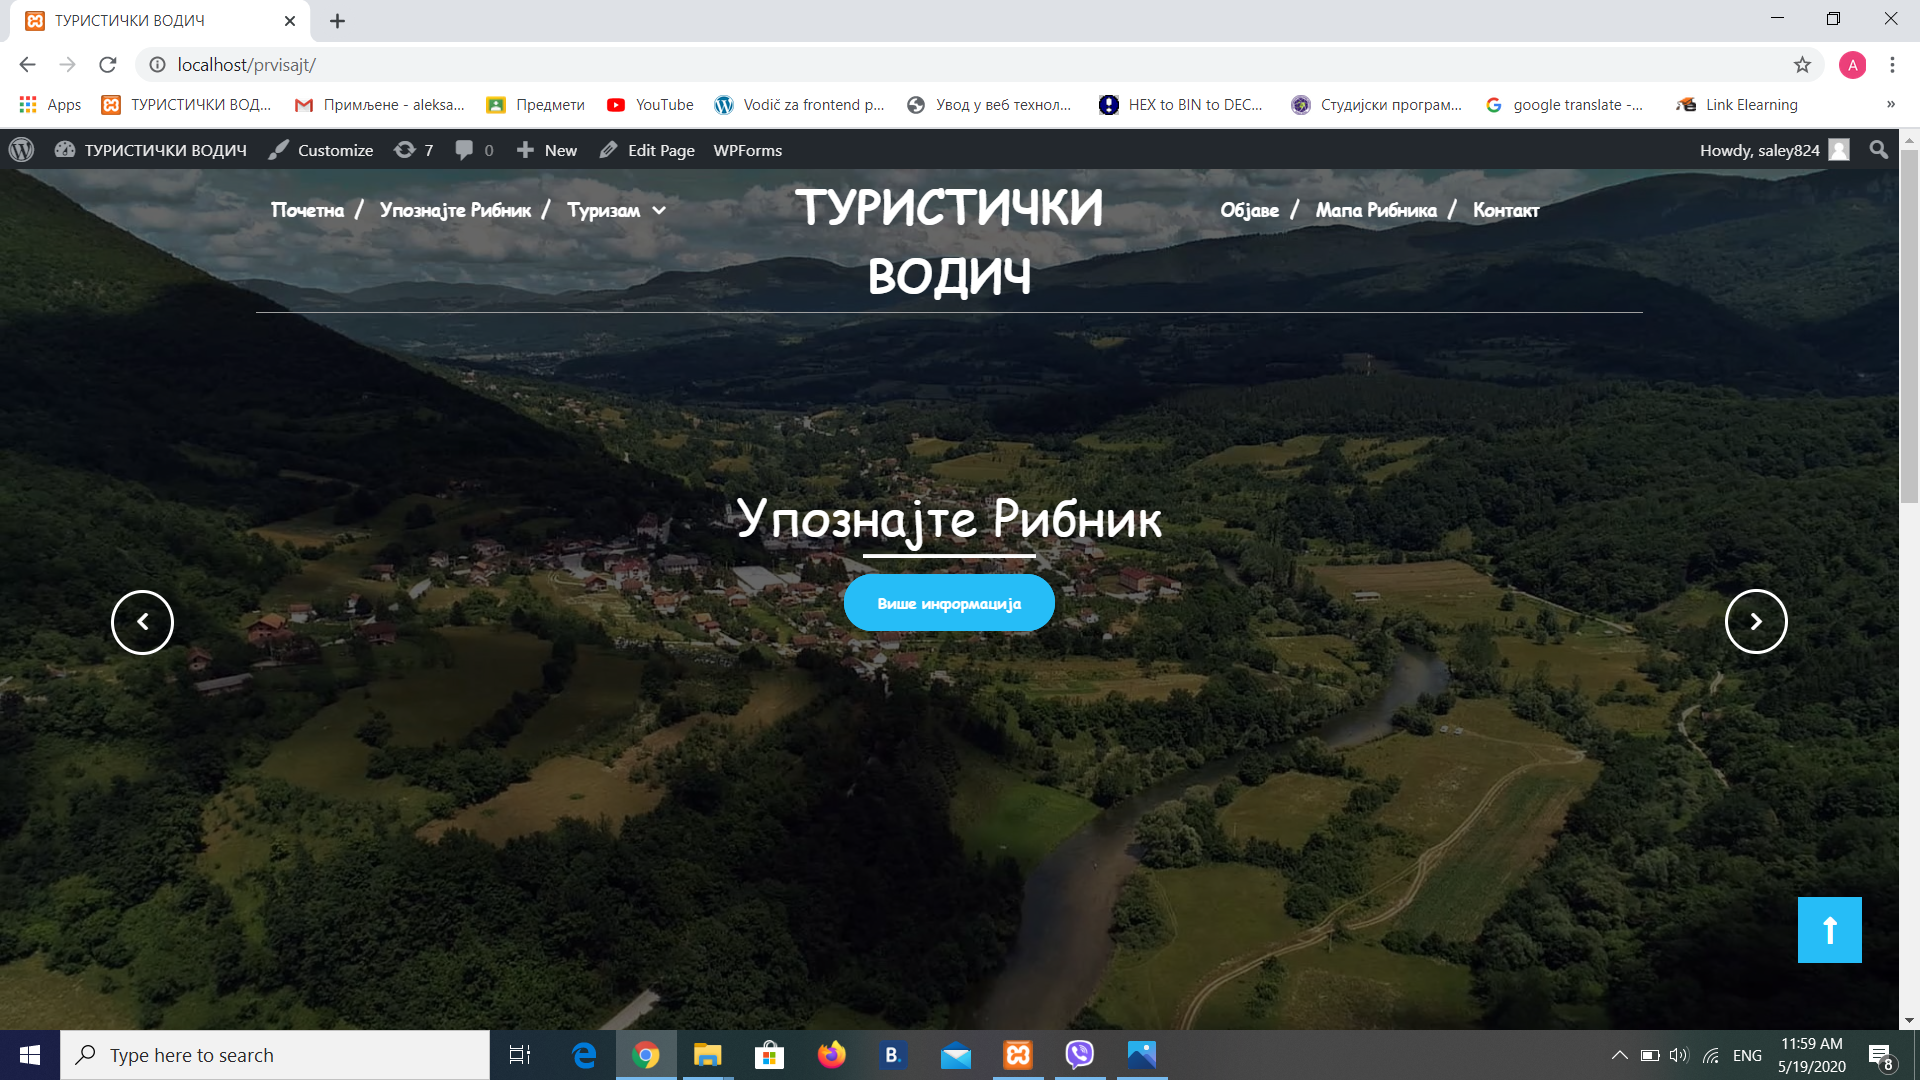 ТУРИСТИЧКИ ВОДИЧ
localhost/prvisajt/
A
Apps ТУРИСТИЧКИ ВОД... Примљене - aleksa... Предмети YouTube Vodič za frontend p... Увод у веб технол... HEX to BIN to DEC... Студијски програм... google translate -... Link Elearning »
ТУРИСТИЧКИ ВОДИЧ Customize 7 0 New Edit Page WPForms Howdy, saley824
Почетна / Упознајте Рибник / Туризам
ТУРИСТИЧКИ
ВОДИЧ
Објаве / Мапа Рибника / Контакт
Упознајте Рибник
Више информација
Type here to search
B.
ENG
11:59 AM
5/19/2020
8